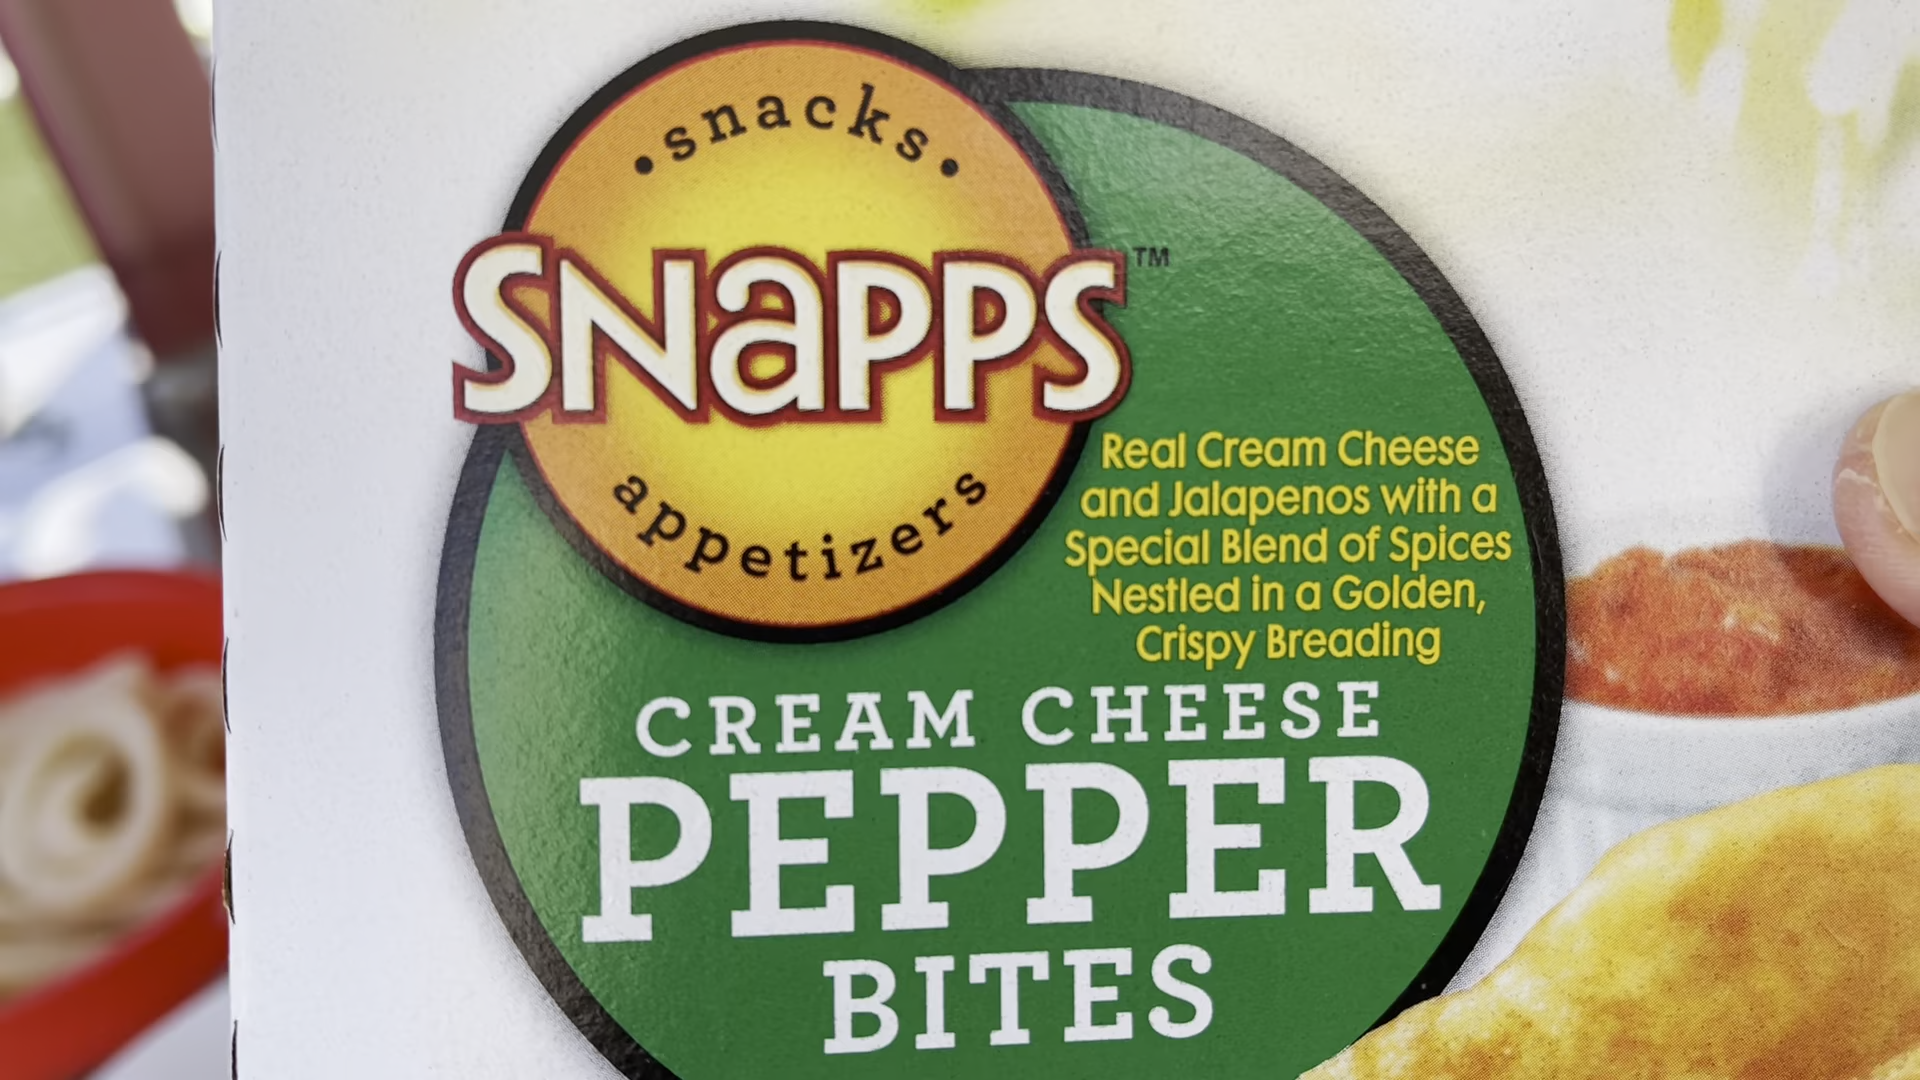 • snacks •
SNaPPS™
appetizers
Real Cream Cheese
and Jalapenos with a
Special Blend of Spices
Nestled in a Golden,
Crispy Breading
CREAM CHEESE
PEPPER
BITES